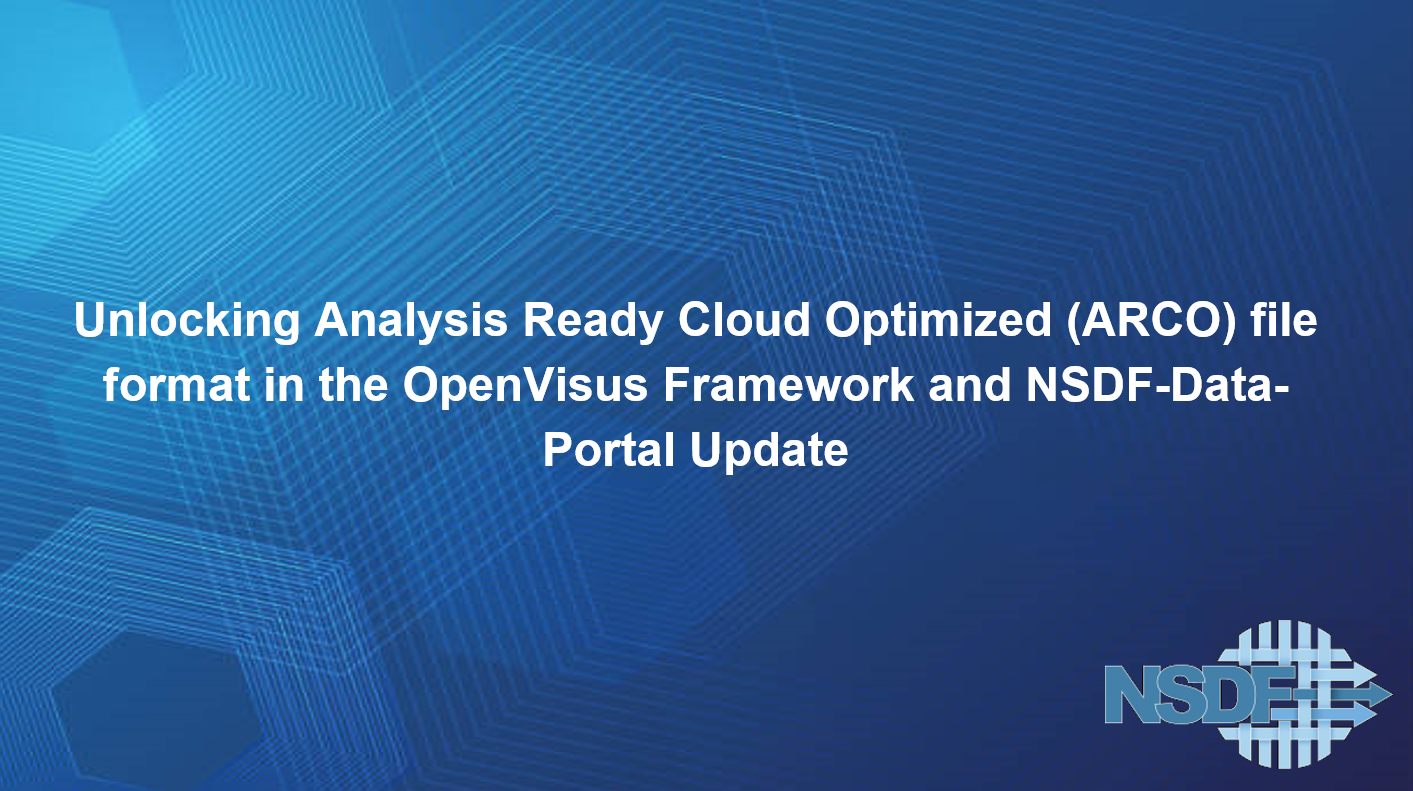 Unlocking Analysis Ready Cloud Optimized (ARCO) file
format in the OpenVisus Framework and NSDF-Data-
Portal Update
NSDF